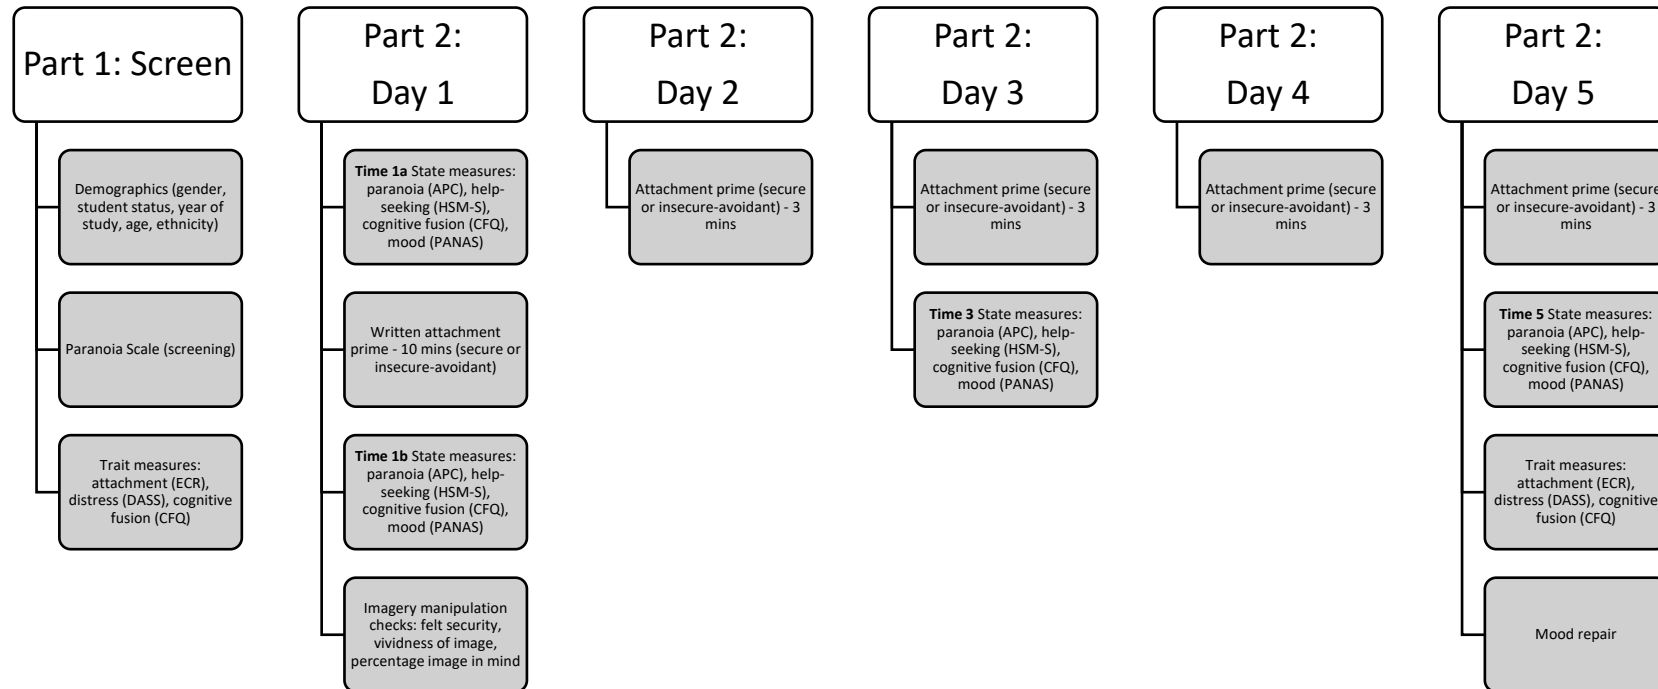 Part 1: Screen
Demographics (gender,
student status, year of
study, age, ethnicity)
Paranoia Scale (screening)
Trait measures:
attachment (ECR),
distress (DASS), cognitive
fusion (CFQ)
Part 2:
Day 1
Time 1a State measures:
paranoia (APC), help-
seeking (HSM-S),
cognitive fusion (CFQ),
mood (PANAS)
Written attachment
prime - 10 mins (secure or
insecure-avoidant)
Time 1b State measures:
paranoia (APC), help-
seeking (HSM-S),
cognitive fusion (CFQ),
mood (PANAS)
Imagery manipulation
checks: felt security,
vividness of image,
percentage image in mind
Part 2:
Day 2
Attachment prime (secure
or insecure-avoidant) - 3
mins
Part 2:
Day 3
Attachment prime (secure
or insecure-avoidant) - 3
mins
Time 3 State measures:
paranoia (APC), help-
seeking (HSM-S),
cognitive fusion (CFQ),
mood (PANAS)
Part 2:
Day 4
Attachment prime (secure
or insecure-avoidant) - 3
mins
Part 2:
Day 5
Attachment prime (secure
or insecure-avoidant) - 3
mins
Time 5 State measures:
paranoia (APC), help-
seeking (HSM-S),
cognitive fusion (CFQ),
mood (PANAS)
Trait measures:
attachment (ECR),
distress (DASS), cognitive
fusion (CFQ)
Mood repair